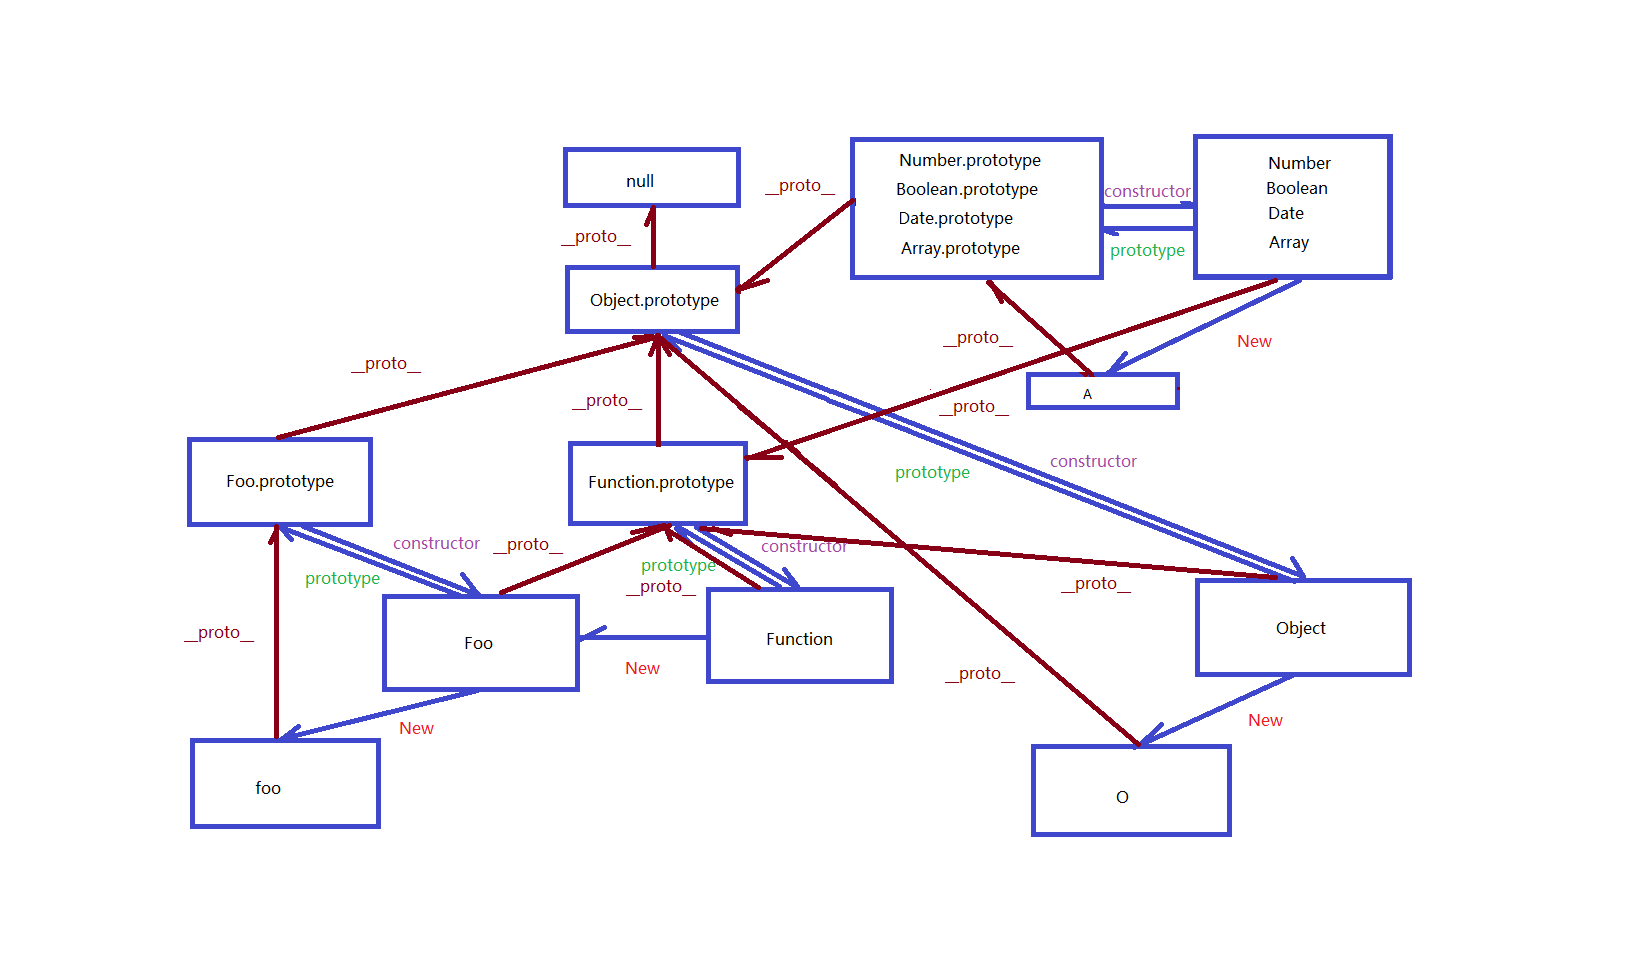 null
__proto__
Number.prototype
Boolean.prototype
Date.prototype
Array.prototype
constructor
prototype
Number
Boolean
Date
Array
__proto__
Object.prototype
__proto__
New
__proto__
A
__proto__
__proto__
constructor
prototype
Foo.prototype
Function.prototype
constructor
prototype
__proto__
constructor
prototype
__proto__
__proto__
__proto__
Foo
Function
Object
New
__proto__
New
New
foo
O